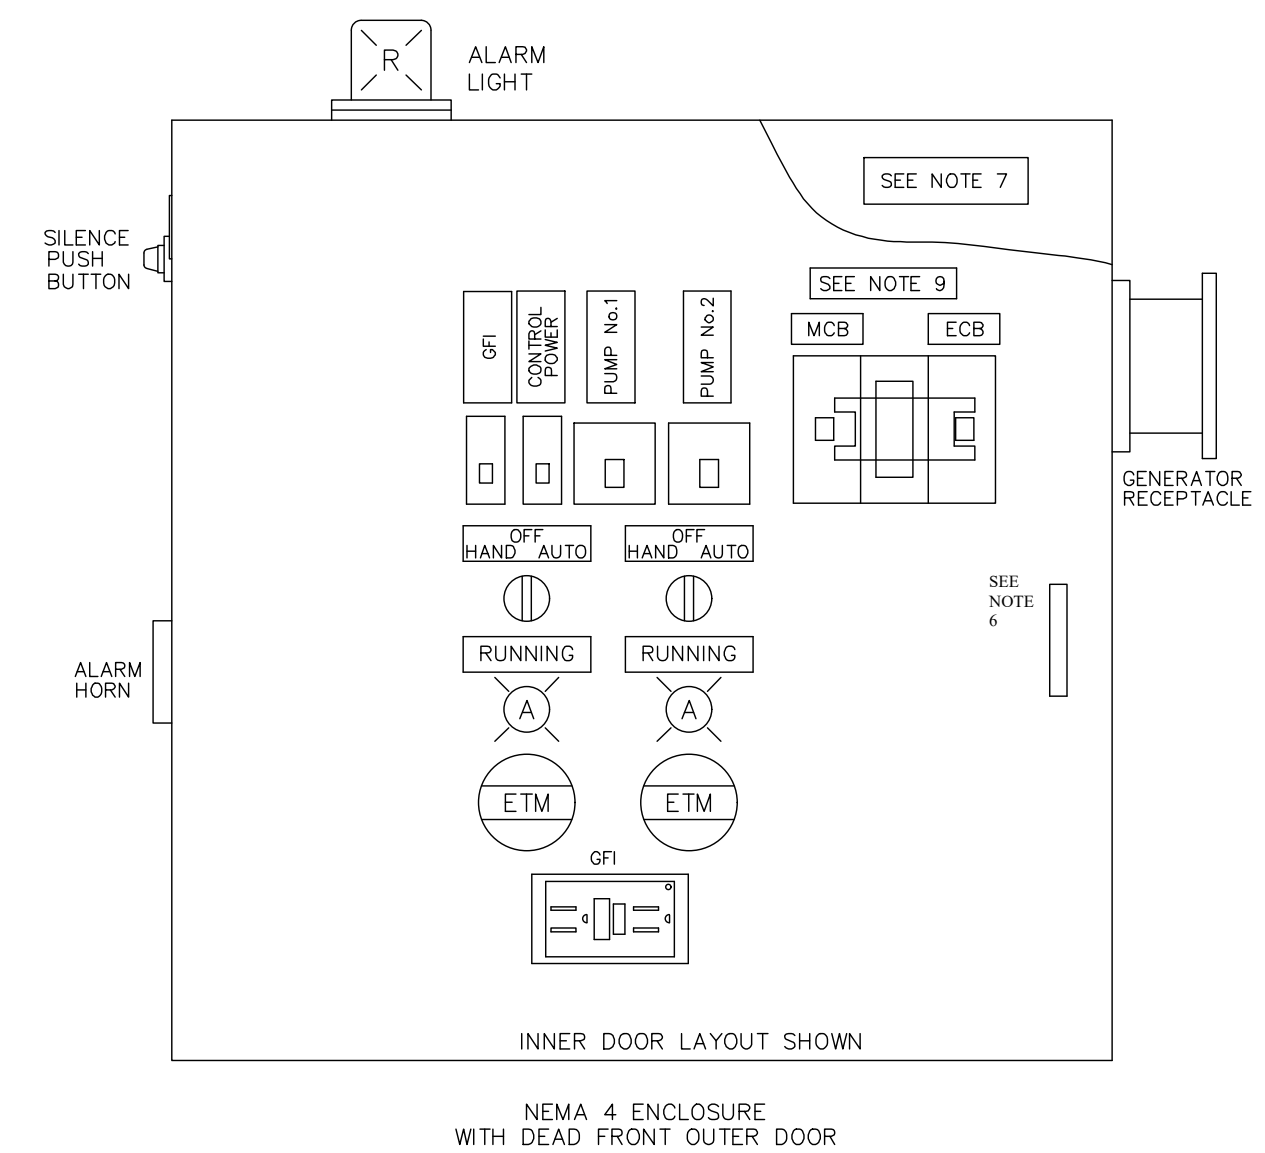 R
ALARM
LIGHT
SEE NOTE 7
SILENCE
PUSH
BUTTON
SEE NOTE 9
MCB
ECB
GFI
CONTROL
POWER
PUMP No.1
PUMP No.2
GENERATOR
RECEPTACLE
OFF
HAND AUTO
OFF
HAND AUTO
SEE
NOTE
6
RUNNING
RUNNING
ALARM
HORN
A
A
ETM
ETM
GFI
INNER DOOR LAYOUT SHOWN
NEMA 4 ENCLOSURE
WITH DEAD FRONT OUTER DOOR